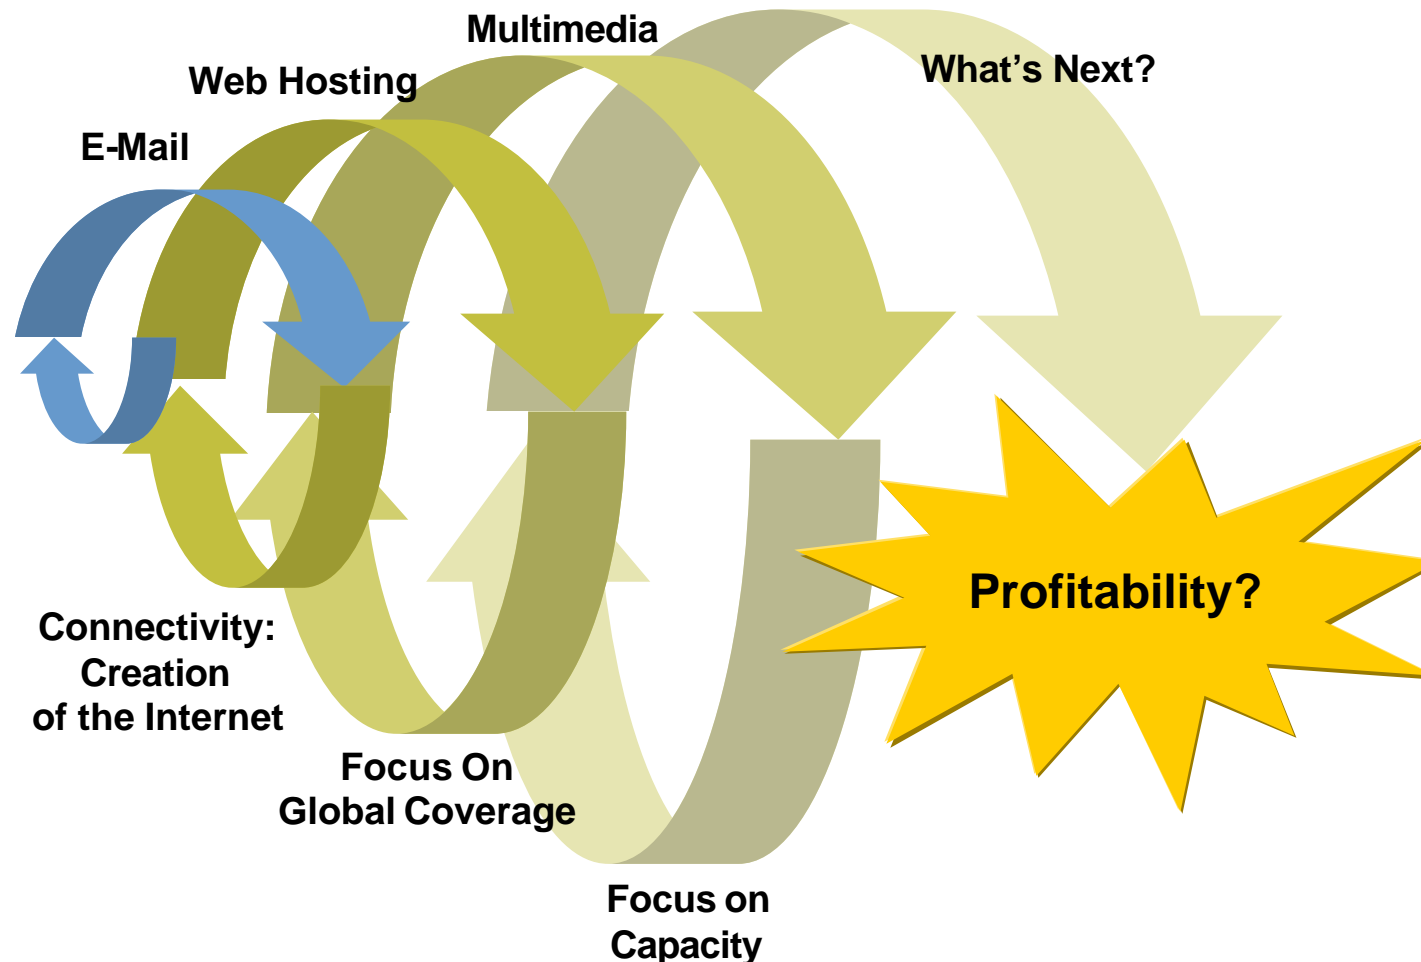 Multimedia
What's Next?
Web Hosting
E-Mail
Profitability?
Connectivity:
Creation
of the Internet
Focus On
Global Coverage
Focus on
Capacity